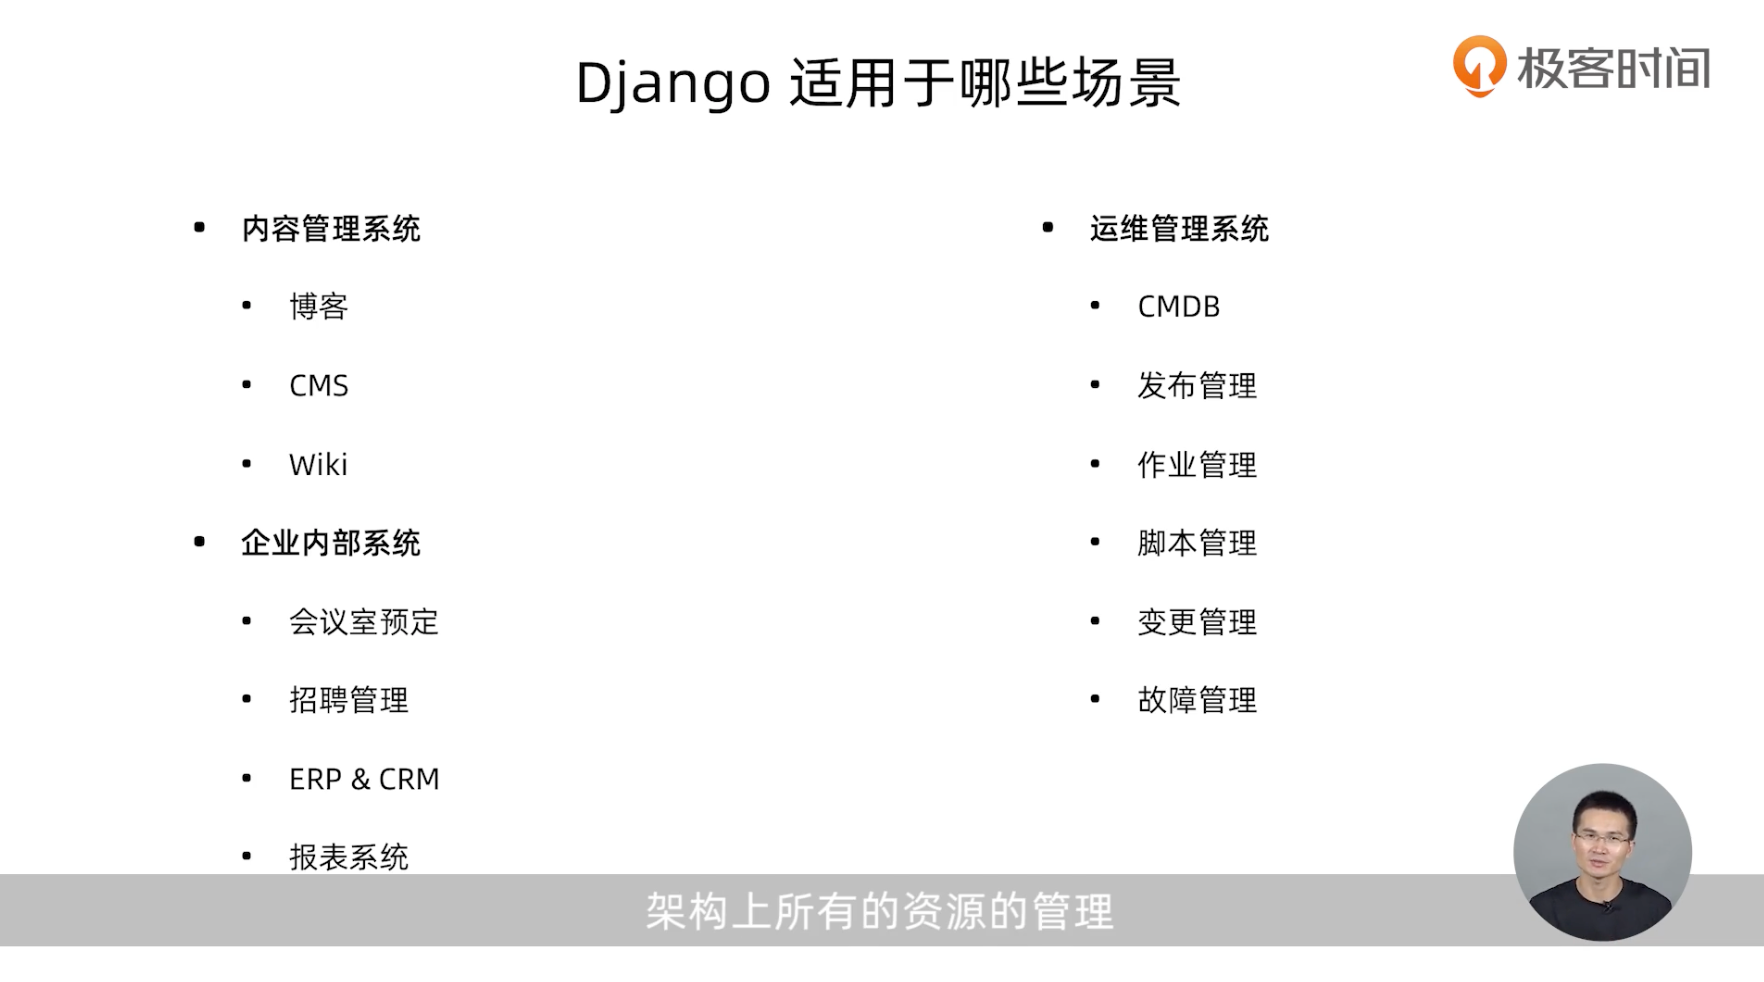 Django 适用于哪些场景
极客时间
内容管理系统
博客
CMS
Wiki
企业内部系统
会议室预定
招聘管理
ERP & CRM
报表系统
运维管理系统
CMDB
发布管理
作业管理
脚本管理
变更管理
故障管理
架构上所有的资源的管理